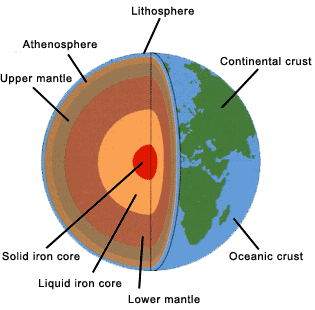 Lithosphere
Athenosphere
Continental crust
Upper mantle
Solid iron core
Oceanic crust
Liquid iron core
Lower mantle